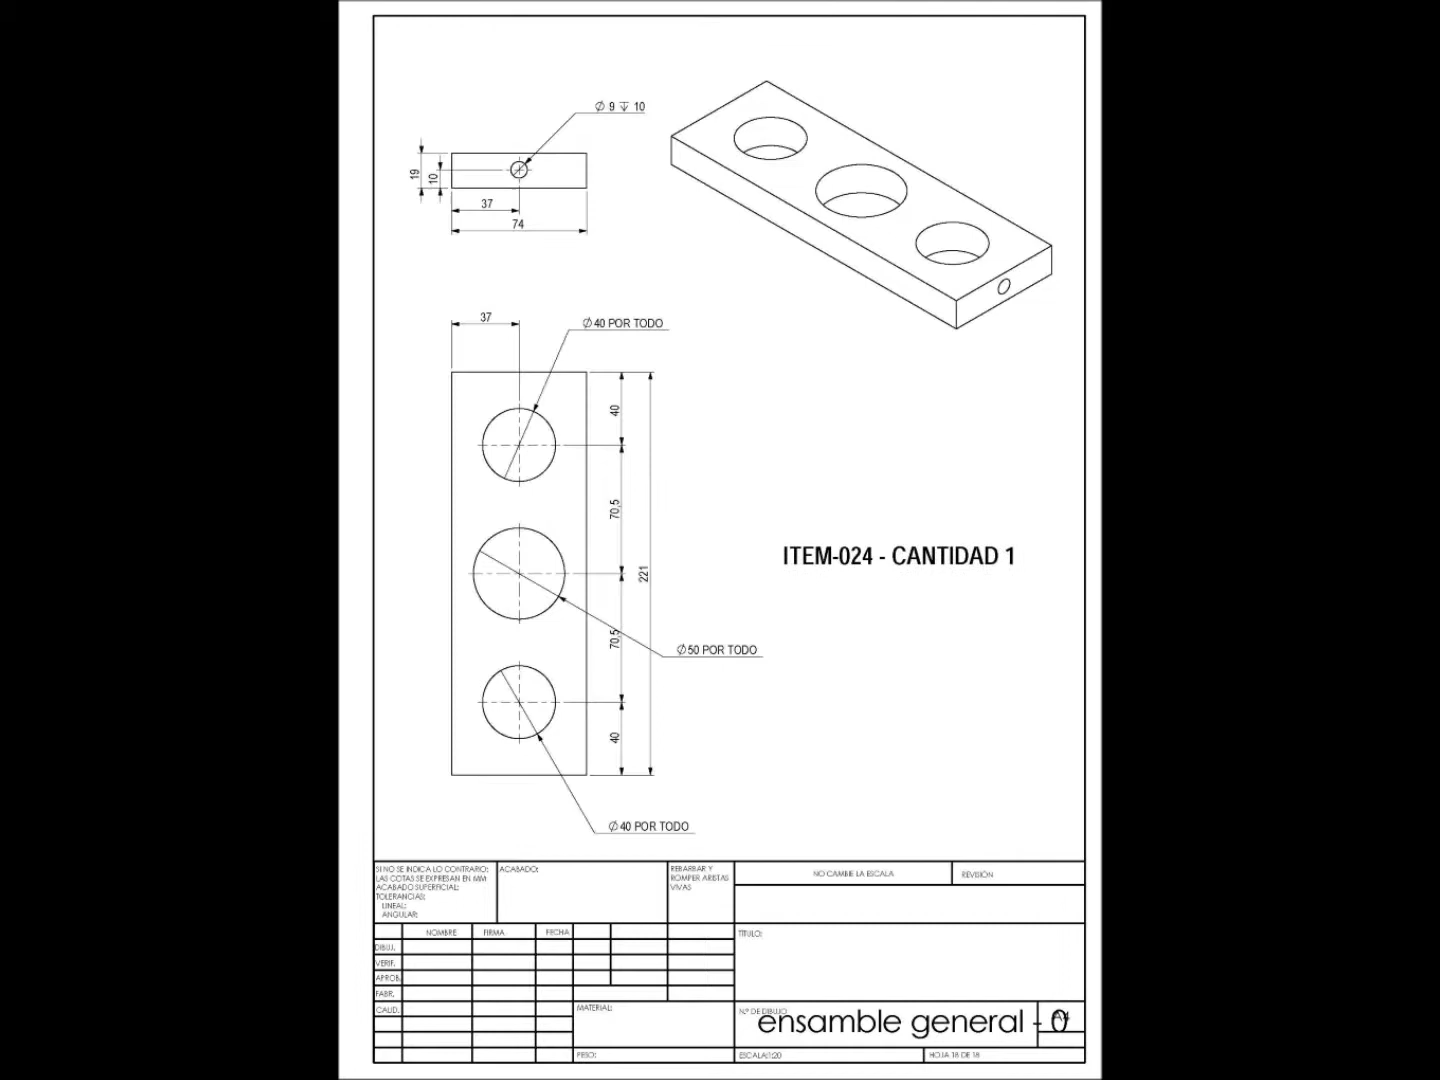 ⌀ 9 ↧ 10
19
10
37
74
37
⌀40 POR TODO
40
70,5
221
70,5
40
ITEM-024 - CANTIDAD 1
⌀50 POR TODO
⌀40 POR TODO
SI NO SE INDICA LO CONTRARIO:
LAS COTAS SE EXPRESAN EN MM
ACABADO SUPERFICIAL:
TOLERANCIAS:
LINEAL:
ANGULAR:
ACABADO:
REBARBAR Y
ROMPER ARISTAS
VIVAS
NO CAMBIE LA ESCALA
REVISIÓN
NOMBRE
FIRMA
FECHA
TÍTULO:
DIBUJ.
VERIF.
APROB.
FABR.
CALID.
MATERIAL:
N.º DE DIBUJO
ensamble general - 0
A4
PESO:
ESCALA:1:20
HOJA 18 DE 18